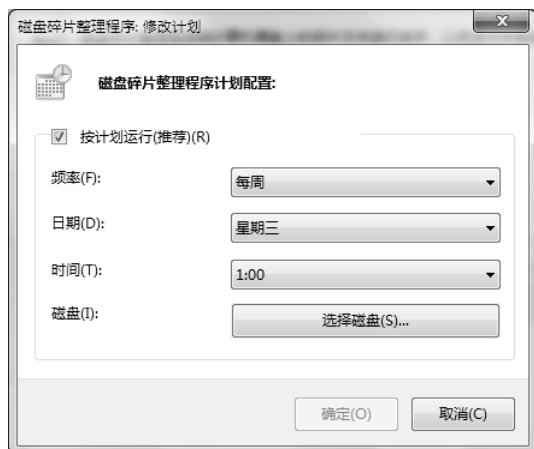 磁盘碎片整理程序: 修改计划
磁盘碎片整理程序计划配置:
按计划运行(推荐)(R)
频率(F): 每周
日期(D): 星期三
时间(T): 1:00
磁盘(I): 选择磁盘(S)...
确定(O) 取消(C)